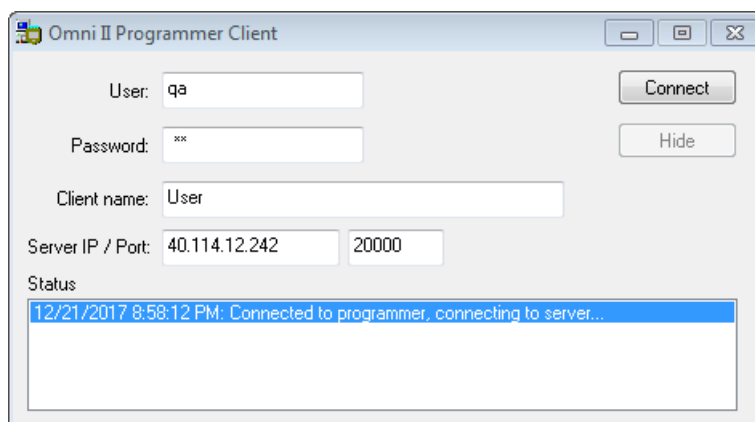 Omni II Programmer Client
User: qa Connect
Password: ** Hide
Client name: User
Server IP / Port: 40.114.12.242 20000
Status
12/21/2017 8:58:12 PM: Connected to programmer, connecting to server...